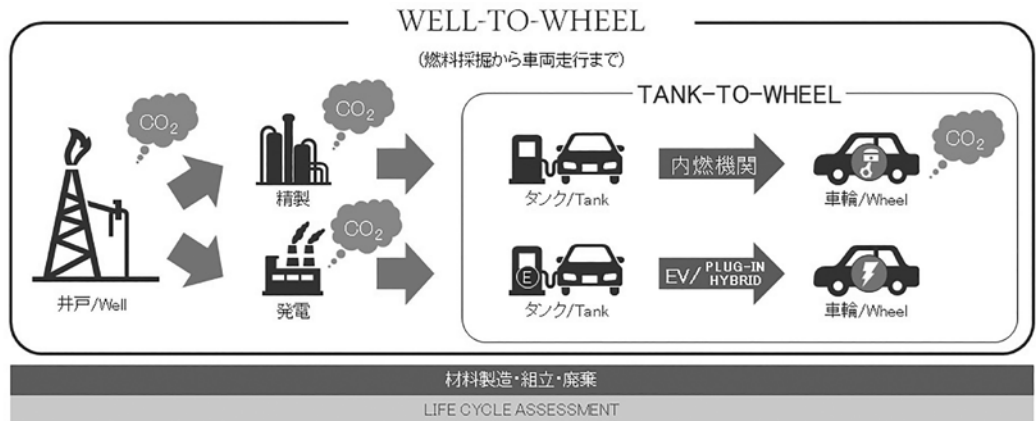 WELL-TO-WHEEL
(燃料採掘から車両走行まで)
TANK-TO-WHEEL
CO2
井戸/Well
CO2
精製
CO2
発電
タンク/Tank
内燃機関
CO2
車輪/Wheel
E
タンク/Tank
EV/PLUG-IN HYBRID
車輪/Wheel
材料製造・組立・廃棄
LIFE CYCLE ASSESSMENT